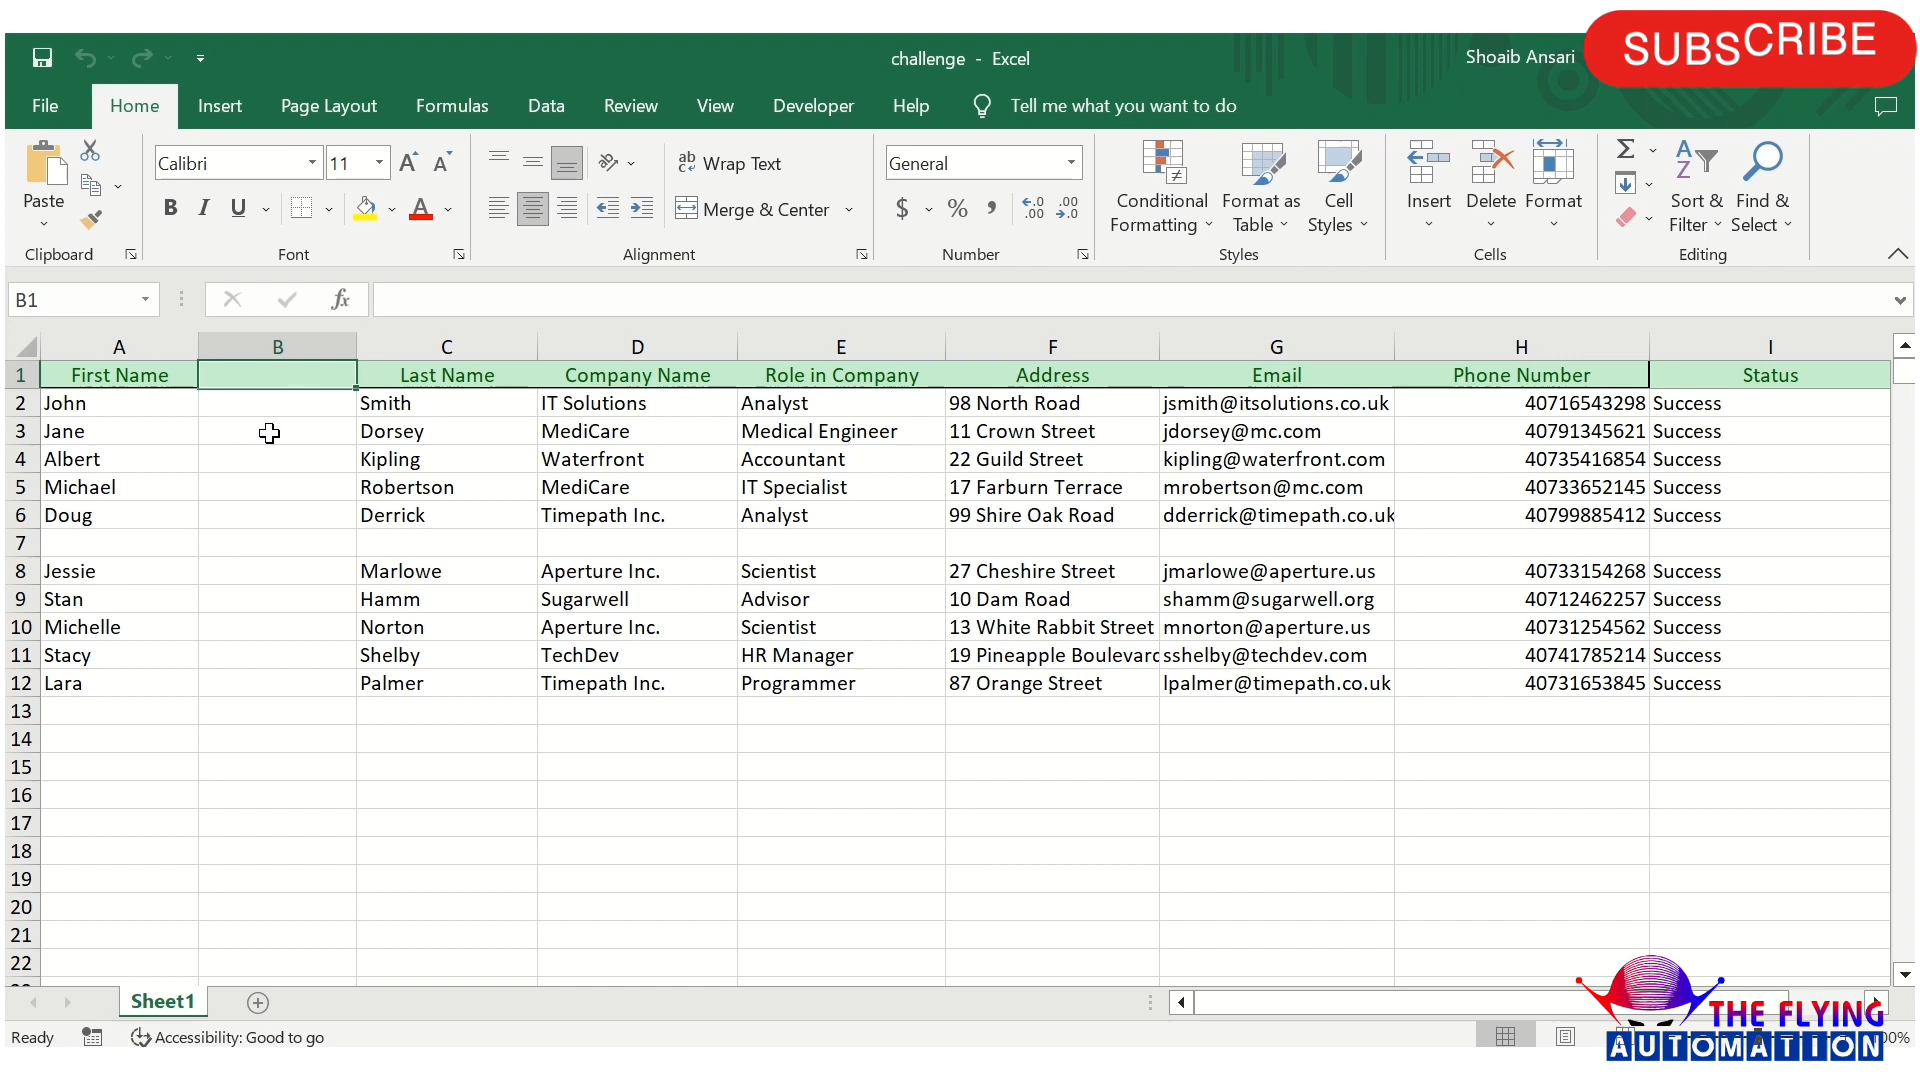 SUBSCRIBE
challenge - Excel
Shoaib Ansari
File Home Insert Page Layout Formulas Data Review View Developer Help Tell me what you want to do
Calibri 11 ab Wrap Text General
Paste B I U A Merge & Center $ % Conditional Formatting Format as Table Cell Styles Insert Delete Format Sort & Filter Find & Select
Clipboard Font Alignment Number Styles Cells Editing
B1 fx
A B C D E F G H I
1 First Name Last Name Company Name Role in Company Address Email Phone Number Status
2 John Smith IT Solutions Analyst 98 North Road jsmith@itsolutions.co.uk 40716543298 Success
3 Jane Dorsey MediCare Medical Engineer 11 Crown Street jdorsey@mc.com 40791345621 Success
4 Albert Kipling Waterfront Accountant 22 Guild Street kipling@waterfront.com 40735416854 Success
5 Michael Robertson MediCare IT Specialist 17 Farburn Terrace mrobertson@mc.com 40733652145 Success
6 Doug Derrick Timepath Inc. Analyst 99 Shire Oak Road dderrick@timepath.co.uk 40799885412 Success
7
8 Jessie Marlowe Aperture Inc. Scientist 27 Cheshire Street jmarlowe@aperture.us 40733154268 Success
9 Stan Hamm Sugarwell Advisor 10 Dam Road shamm@sugarwell.org 40712462257 Success
10 Michelle Norton Aperture Inc. Scientist 13 White Rabbit Street mnorton@aperture.us 40731254562 Success
11 Stacy Shelby TechDev HR Manager 19 Pineapple Boulevard sshelby@techdev.com 40741785214 Success
12 Lara Palmer Timepath Inc. Programmer 87 Orange Street lpalmer@timepath.co.uk 40731653845 Success
13
14
15
16
17
18
19
20
21
22
Sheet1
THE FLYING
AUTOMATION
Ready Accessibility: Good to go